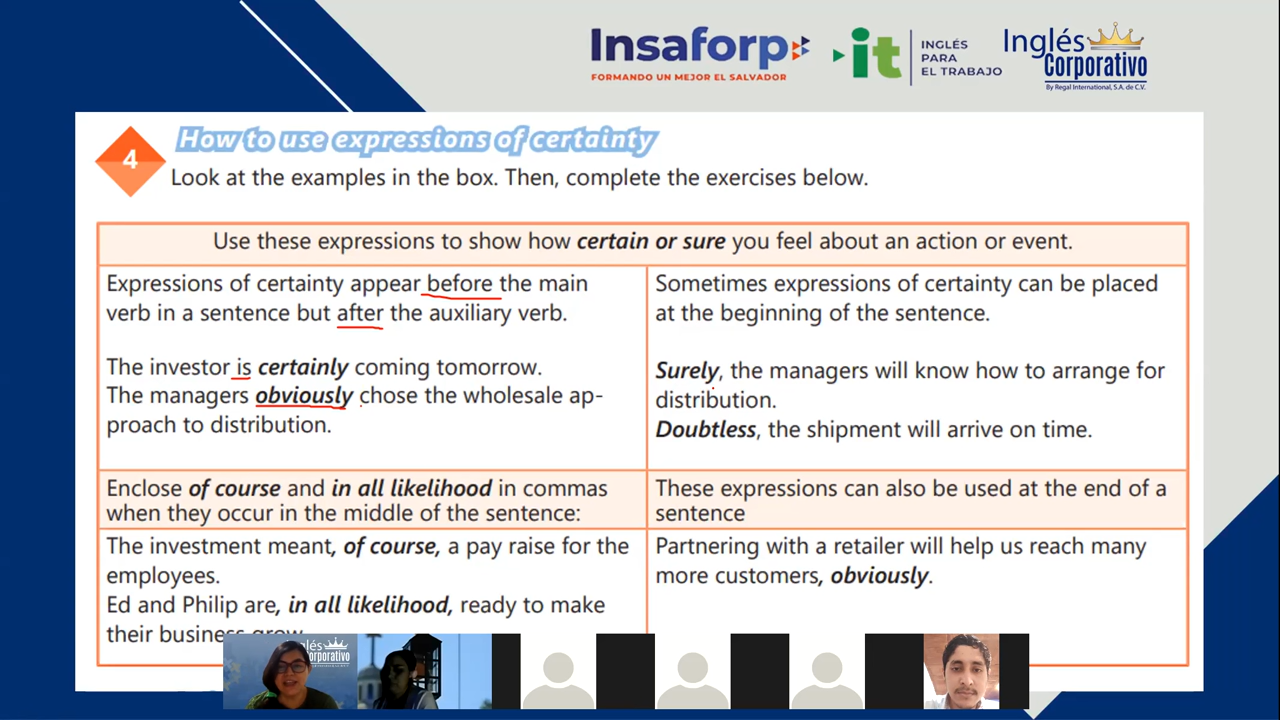 Insaforp
FORMANDO UN MEJOR EL SALVADOR
it
INGLÉS
PARA
EL TRABAJO
Inglés
Corporativo
By Regal International, S.A. de C.V.
4
How to use expressions of certainty
Look at the examples in the box. Then, complete the exercises below.
Use these expressions to show how certain or sure you feel about an action or event.
Expressions of certainty appear before the main
verb in a sentence but after the auxiliary verb.
The investor is certainly coming tomorrow.
The managers obviously chose the wholesale ap-
proach to distribution.
Sometimes expressions of certainty can be placed
at the beginning of the sentence.
Surely, the managers will know how to arrange for
distribution.
Doubtless, the shipment will arrive on time.
Enclose of course and in all likelihood in commas
when they occur in the middle of the sentence:
These expressions can also be used at the end of a
sentence
The investment meant, of course, a pay raise for the
employees.
Ed and Philip are, in all likelihood, ready to make
their business grow
Partnering with a retailer will help us reach many
more customers, obviously.
Inglés
Corporativo